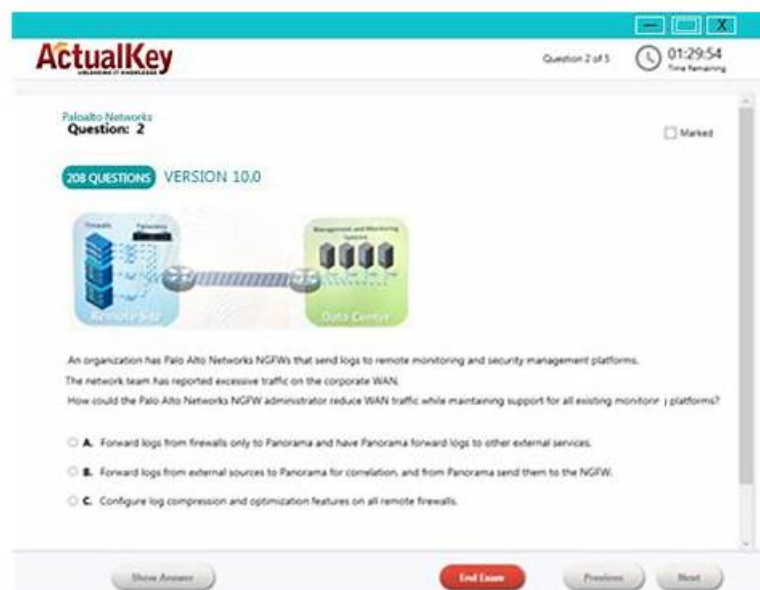 X
ActualKey
UNLEASHING IT KNOWLEDGE
Question 2 of 5
01:29:54
Time Remaining
Paloalto Networks
Question: 2
Marked
208 QUESTIONS VERSION 10.0
Firewalls Panorama
Management and Monitoring
Systems
Remote Site
Data Center
An organization has Palo Alto Networks NGFWs that send logs to remote monitoring and security management platforms.
The network team has reported excessive traffic on the corporate WAN.
How could the Palo Alto Networks NGFW administrator reduce WAN traffic while maintaining support for all existing monitorin ) platforms?
A. Forward logs from firewalls only to Panorama and have Panorama forward logs to other external services.
B. Forward logs from external sources to Panorama for correlation, and from Panorama send them to the NGFW.
C. Configure log compression and optimization features on all remote firewalls.
Show Answer
End Exam
Previous
Next